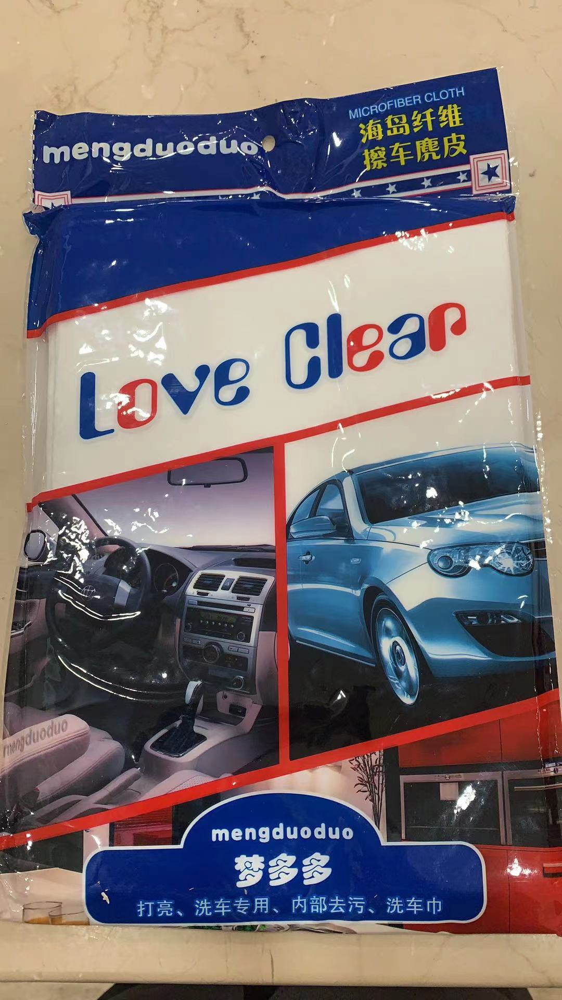 mengduoduo
MICROFIBER CLOTH
海岛纤维
擦车麂皮
Love Clear
mengduoduo
mengduoduo
梦多多
打亮、洗车专用、内部去污、洗车巾